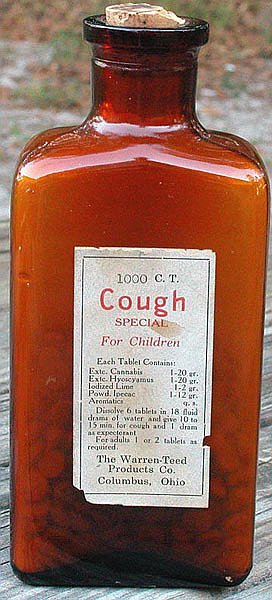 1000 C. T.
Cough
SPECIAL
For Children
Each Tablet Contains:
Extc. Cannabis 1-20 gr.
Exic. Hyoscyamus 1-20 gr.
Iodized Lime 1-2 gr.
Powd. Ipecac 1-12 gr.
Aromatics q. s.
Dissolve 6 tablets in 18 fluid
drams of water and give 10 to
15 min. for cough and 1 dram
as expectorant
For adults 1 or 2 tablets as
required.
The Warren-Teed
Products Co.
Columbus, Ohio